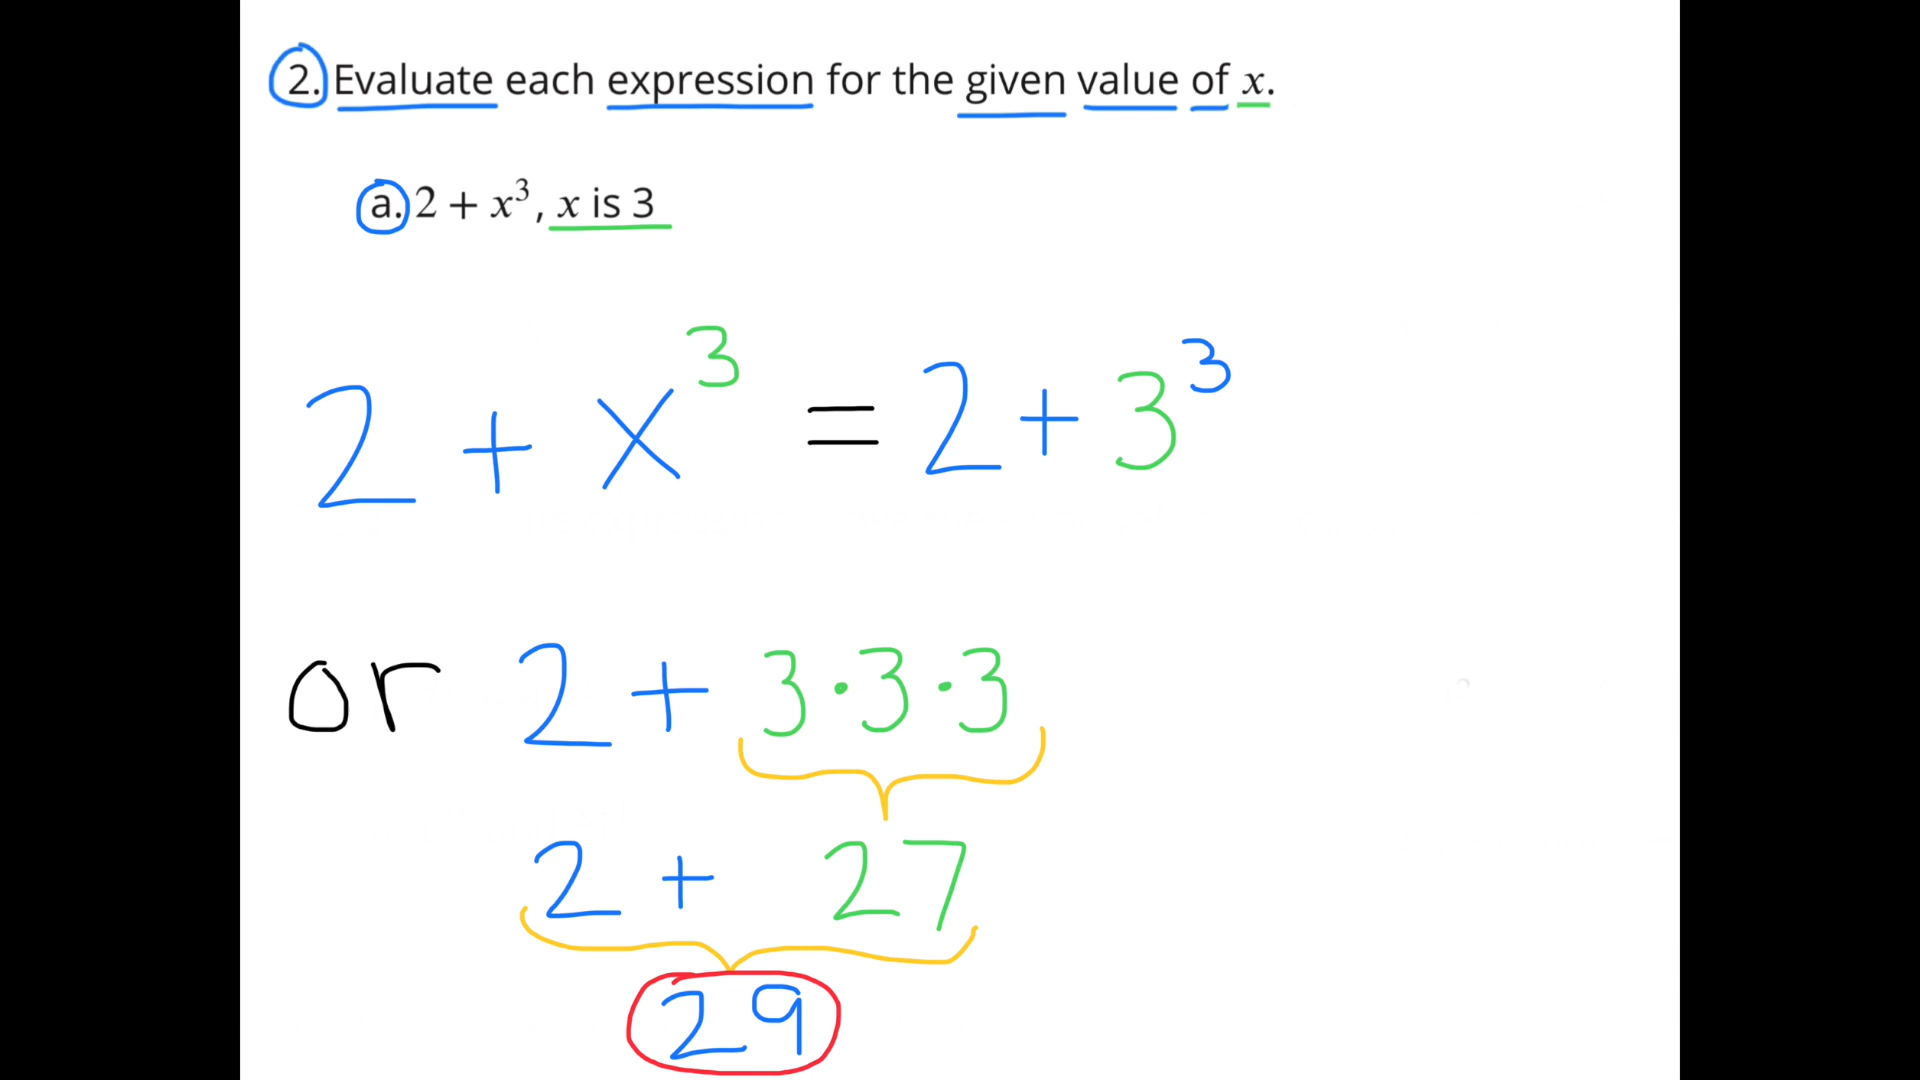 2. Evaluate each expression for the given value of x.
a. 2 + x³, x is 3
2 + x³ = 2 + 3³
or 2 + 3·3·3
2 + 27
29